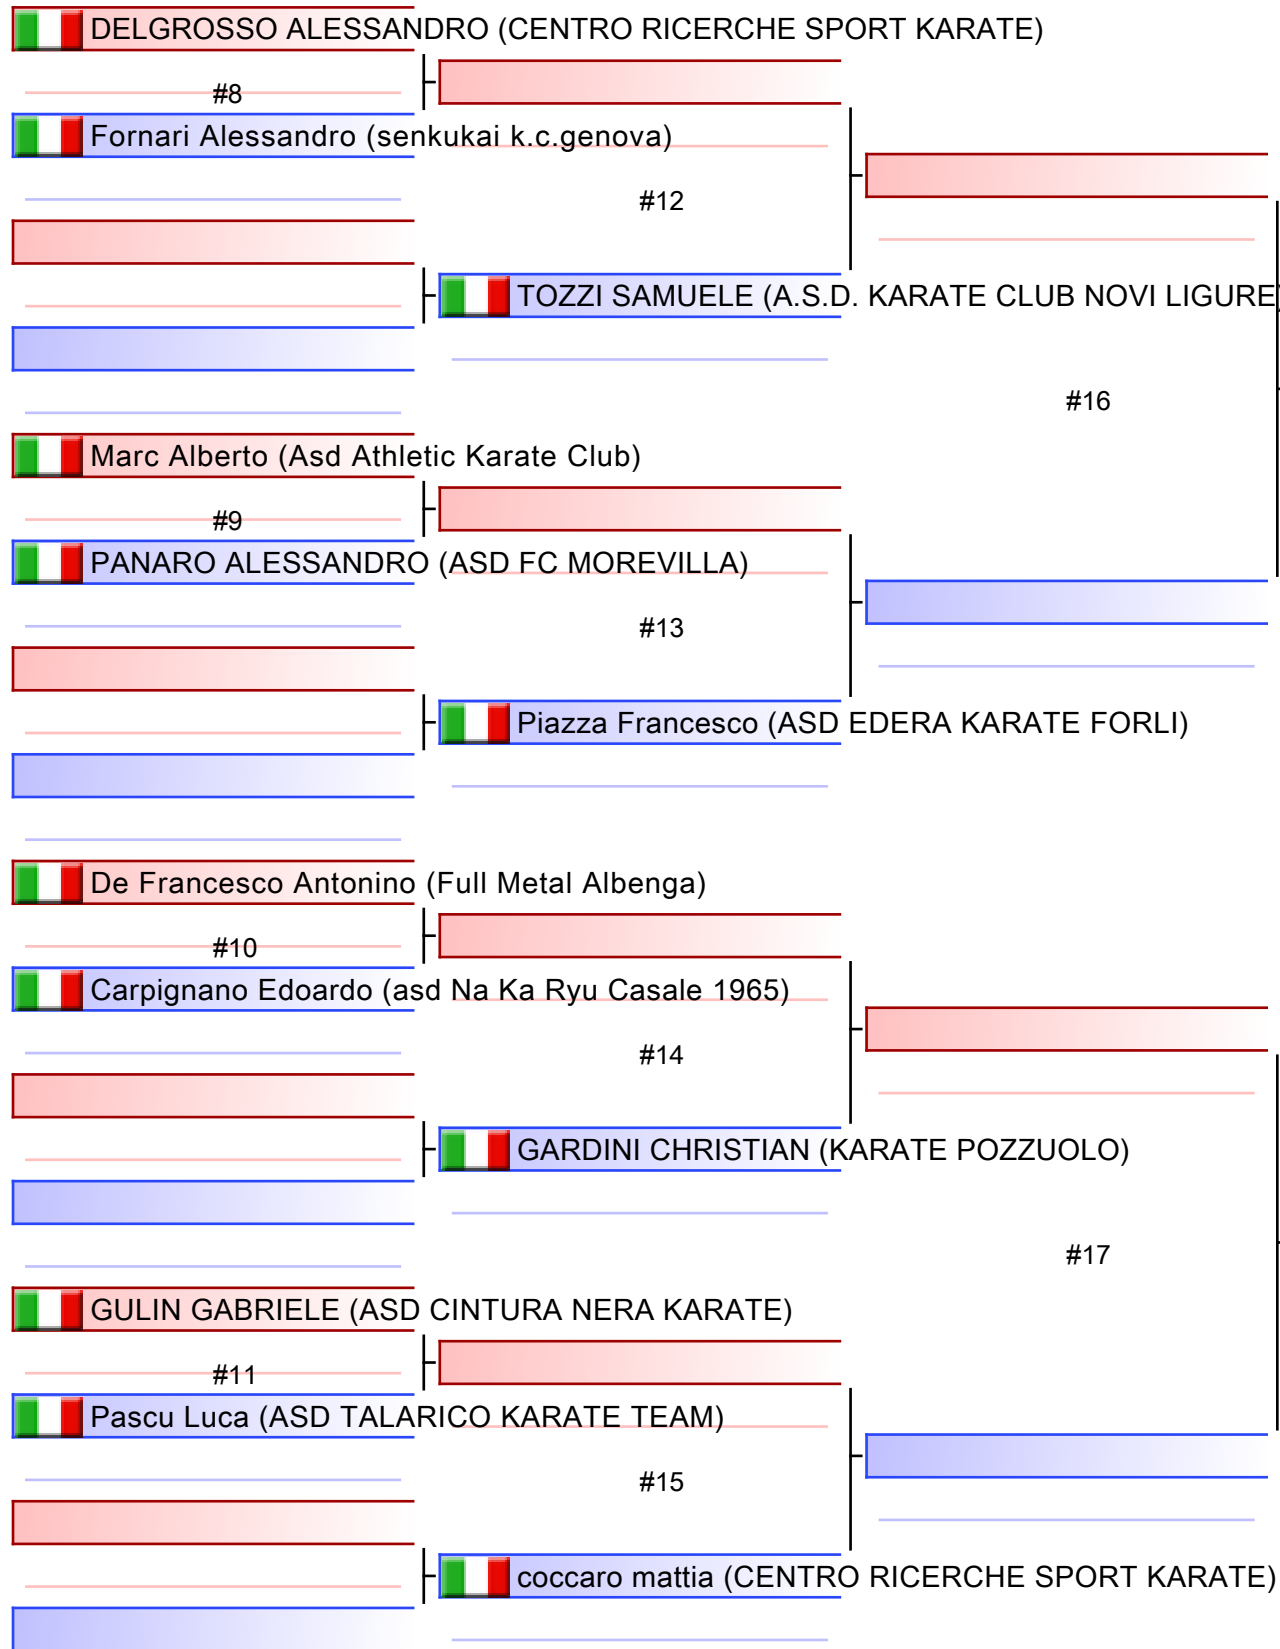 DELGROSSO ALESSANDRO (CENTRO RICERCHE SPORT KARATE)
#8
Fornari Alessandro (senkukai k.c.genova)
#12
TOZZI SAMUELE (A.S.D. KARATE CLUB NOVI LIGURE)
#16
Marc Alberto (Asd Athletic Karate Club)
#9
PANARO ALESSANDRO (ASD FC MOREVILLA)
#13
Piazza Francesco (ASD EDERA KARATE FORLI)
De Francesco Antonino (Full Metal Albenga)
#10
Carpignano Edoardo (asd Na Ka Ryu Casale 1965)
#14
GARDINI CHRISTIAN (KARATE POZZUOLO)
#17
GULIN GABRIELE (ASD CINTURA NERA KARATE)
#11
Pascu Luca (ASD TALARICO KARATE TEAM)
#15
coccaro mattia (CENTRO RICERCHE SPORT KARATE)